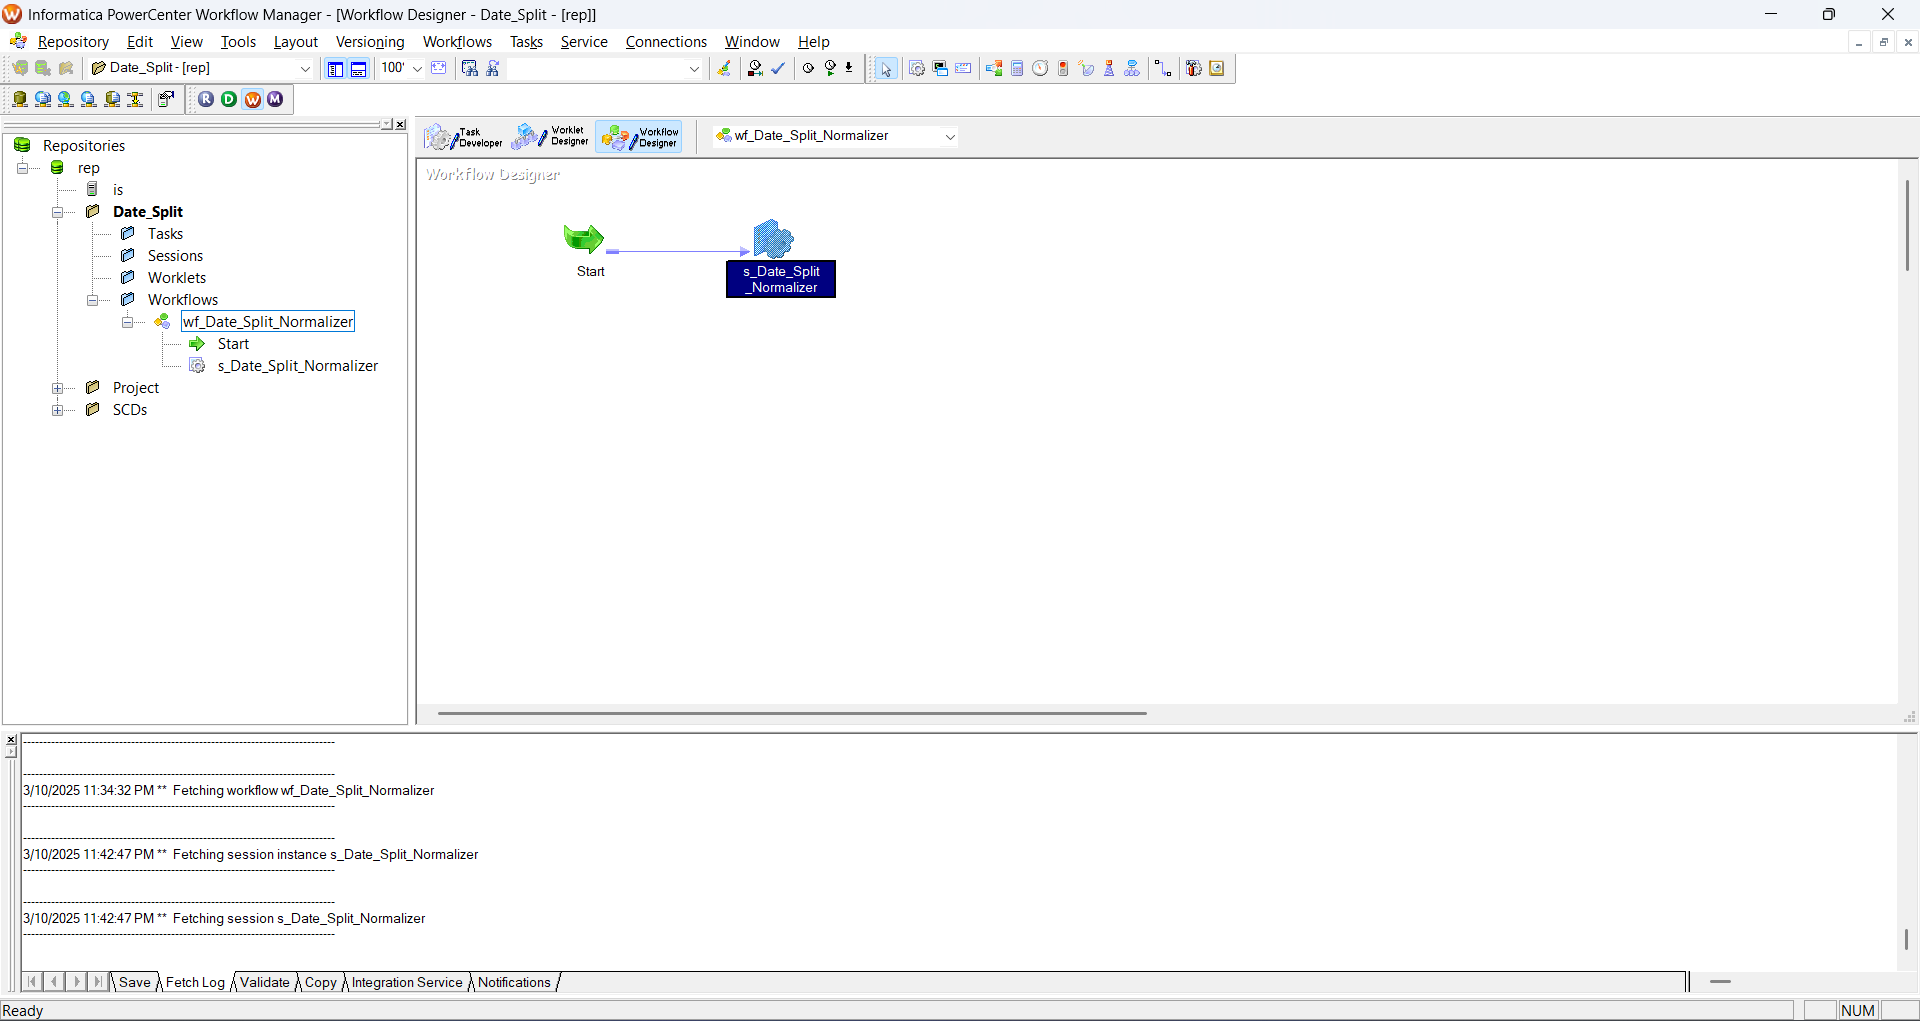 Informatica PowerCenter Workflow Manager - [Workflow Designer - Date_Split - [rep]]
Repository Edit View Tools Layout Versioning Workflows Tasks Service Connections Window Help
Date_Split - [rep] 100'
R D W M
Task Developer
Worklet Designer
Workflow Designer
wf_Date_Split_Normalizer
Repositories
rep
is
Date_Split
Tasks
Sessions
Worklets
Workflows
wf_Date_Split_Normalizer
Start
s_Date_Split_Normalizer
Project
SCDs
Workflow Designer
Start
s_Date_Split
_Normalizer
--------------------------------------------------------------------------------
--------------------------------------------------------------------------------
3/10/2025 11:34:32 PM ** Fetching workflow wf_Date_Split_Normalizer
--------------------------------------------------------------------------------
--------------------------------------------------------------------------------
3/10/2025 11:42:47 PM ** Fetching session instance s_Date_Split_Normalizer
--------------------------------------------------------------------------------
--------------------------------------------------------------------------------
3/10/2025 11:42:47 PM ** Fetching session s_Date_Split_Normalizer
--------------------------------------------------------------------------------
Save Fetch Log Validate Copy Integration Service Notifications
Ready NUM